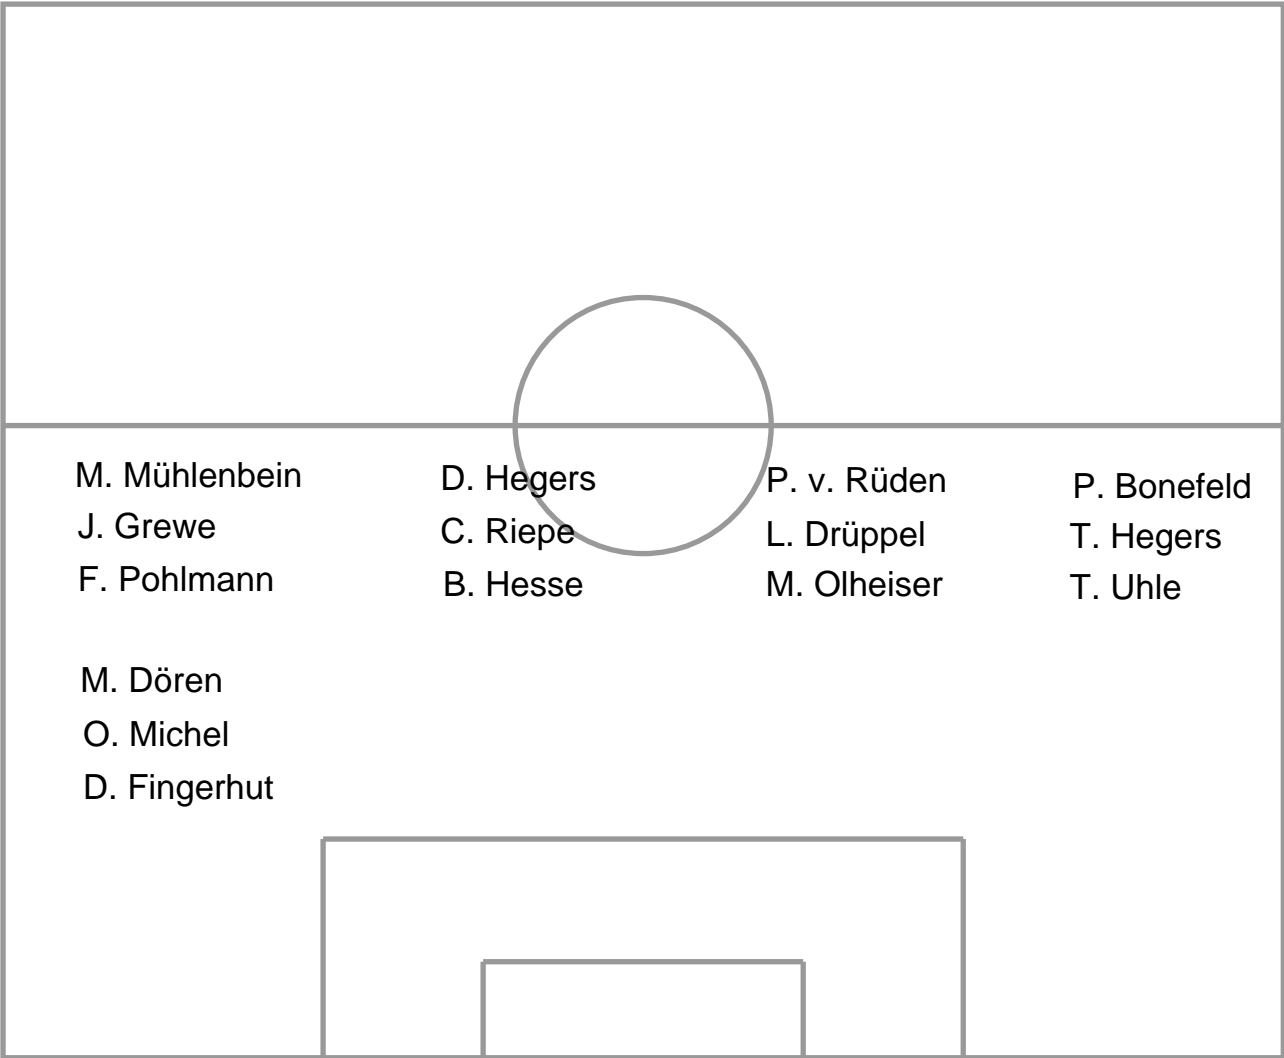 M. Mühlenbein
J. Grewe
F. Pohlmann
D. Hegers
C. Riepe
B. Hesse
P. v. Rüden
L. Drüppel
M. Olheiser
P. Bonefeld
T. Hegers
T. Uhle
M. Dören
O. Michel
D. Fingerhut